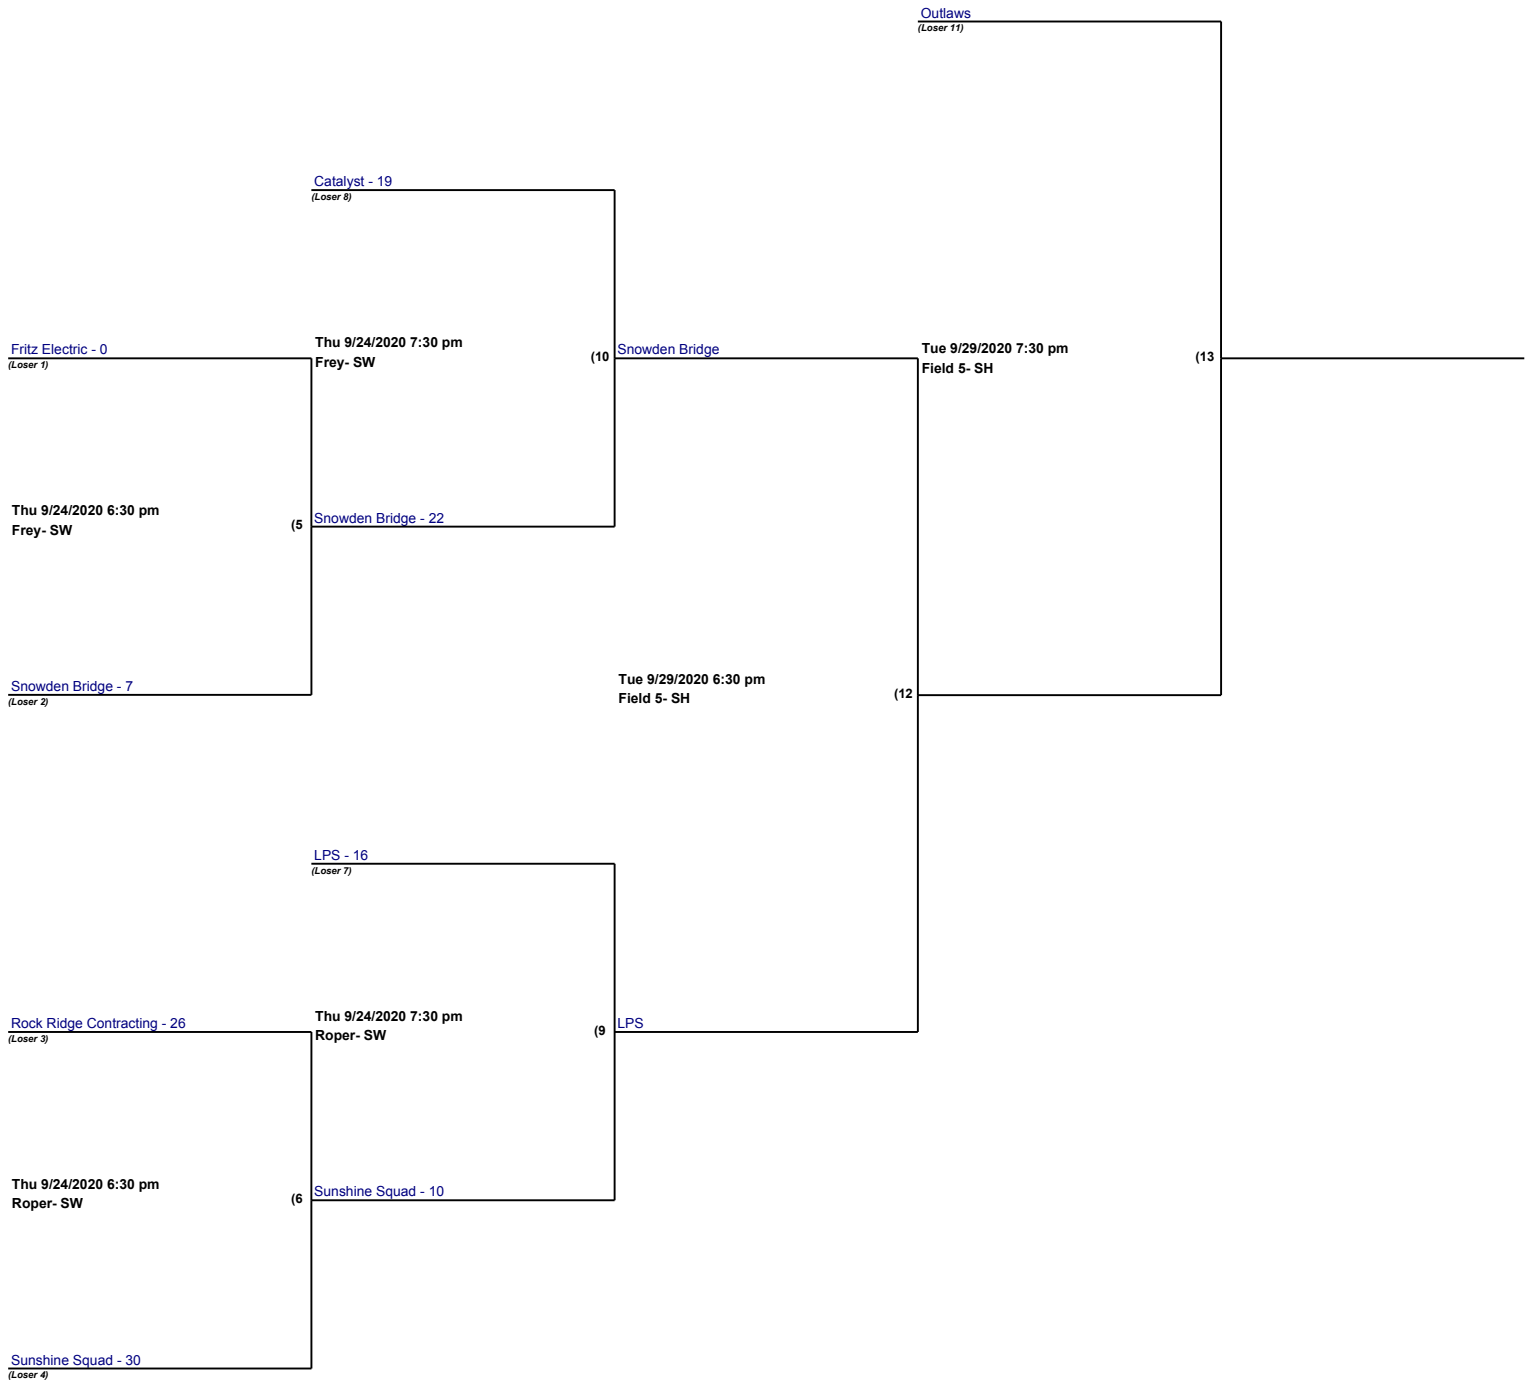 Outlaws
(Loser 11)
Catalyst - 19
(Loser 8)
Thu 9/24/2020 7:30 pm
Frey- SW
(10
Fritz Electric - 0
(Loser 1)
Snowden Bridge
Tue 9/29/2020 7:30 pm
Field 5- SH
(13
Thu 9/24/2020 6:30 pm
Frey- SW
(5
Snowden Bridge - 22
Snowden Bridge - 7
(Loser 2)
Tue 9/29/2020 6:30 pm
Field 5- SH
(12
LPS - 16
(Loser 7)
Rock Ridge Contracting - 26
(Loser 3)
Thu 9/24/2020 7:30 pm
Roper- SW
(9
LPS
Thu 9/24/2020 6:30 pm
Roper- SW
(6
Sunshine Squad - 10
Sunshine Squad - 30
(Loser 4)